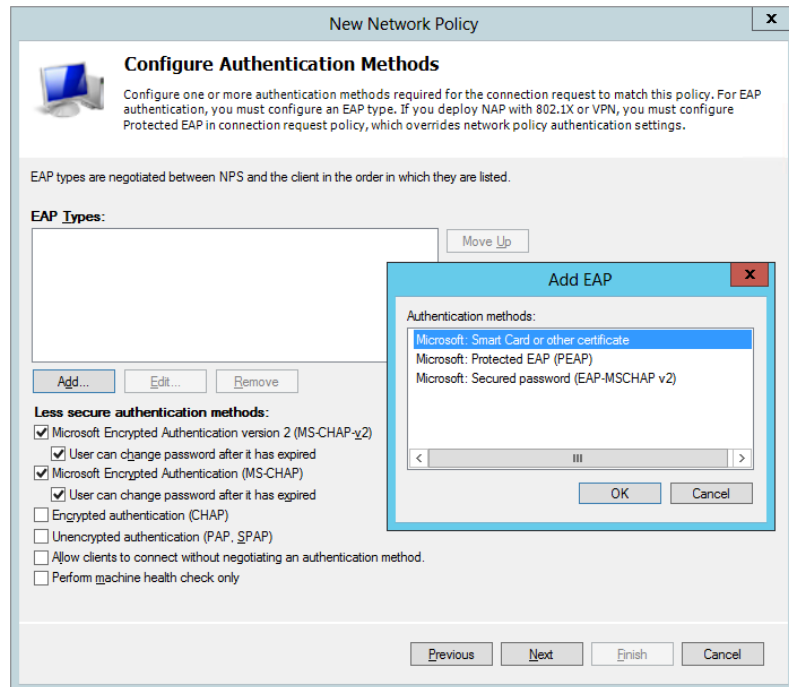 New Network Policy
x
Configure Authentication Methods
Configure one or more authentication methods required for the connection request to match this policy. For EAP
authentication, you must configure an EAP type. If you deploy NAP with 802.1X or VPN, you must configure
Protected EAP in connection request policy, which overrides network policy authentication settings.
EAP types are negotiated between NPS and the client in the order in which they are listed.
EAP Types:
Move Up
Add EAP
x
Authentication methods:
Microsoft: Smart Card or other certificate
Microsoft: Protected EAP (PEAP)
Microsoft: Secured password (EAP-MSCHAP v2)
OK
Cancel
Add...
Edit...
Remove
Less secure authentication methods:
Microsoft Encrypted Authentication version 2 (MS-CHAP-v2)
User can change password after it has expired
Microsoft Encrypted Authentication (MS-CHAP)
User can change password after it has expired
Encrypted authentication (CHAP)
Unencrypted authentication (PAP, SPAP)
Allow clients to connect without negotiating an authentication method.
Perform machine health check only
Previous
Next
Finish
Cancel